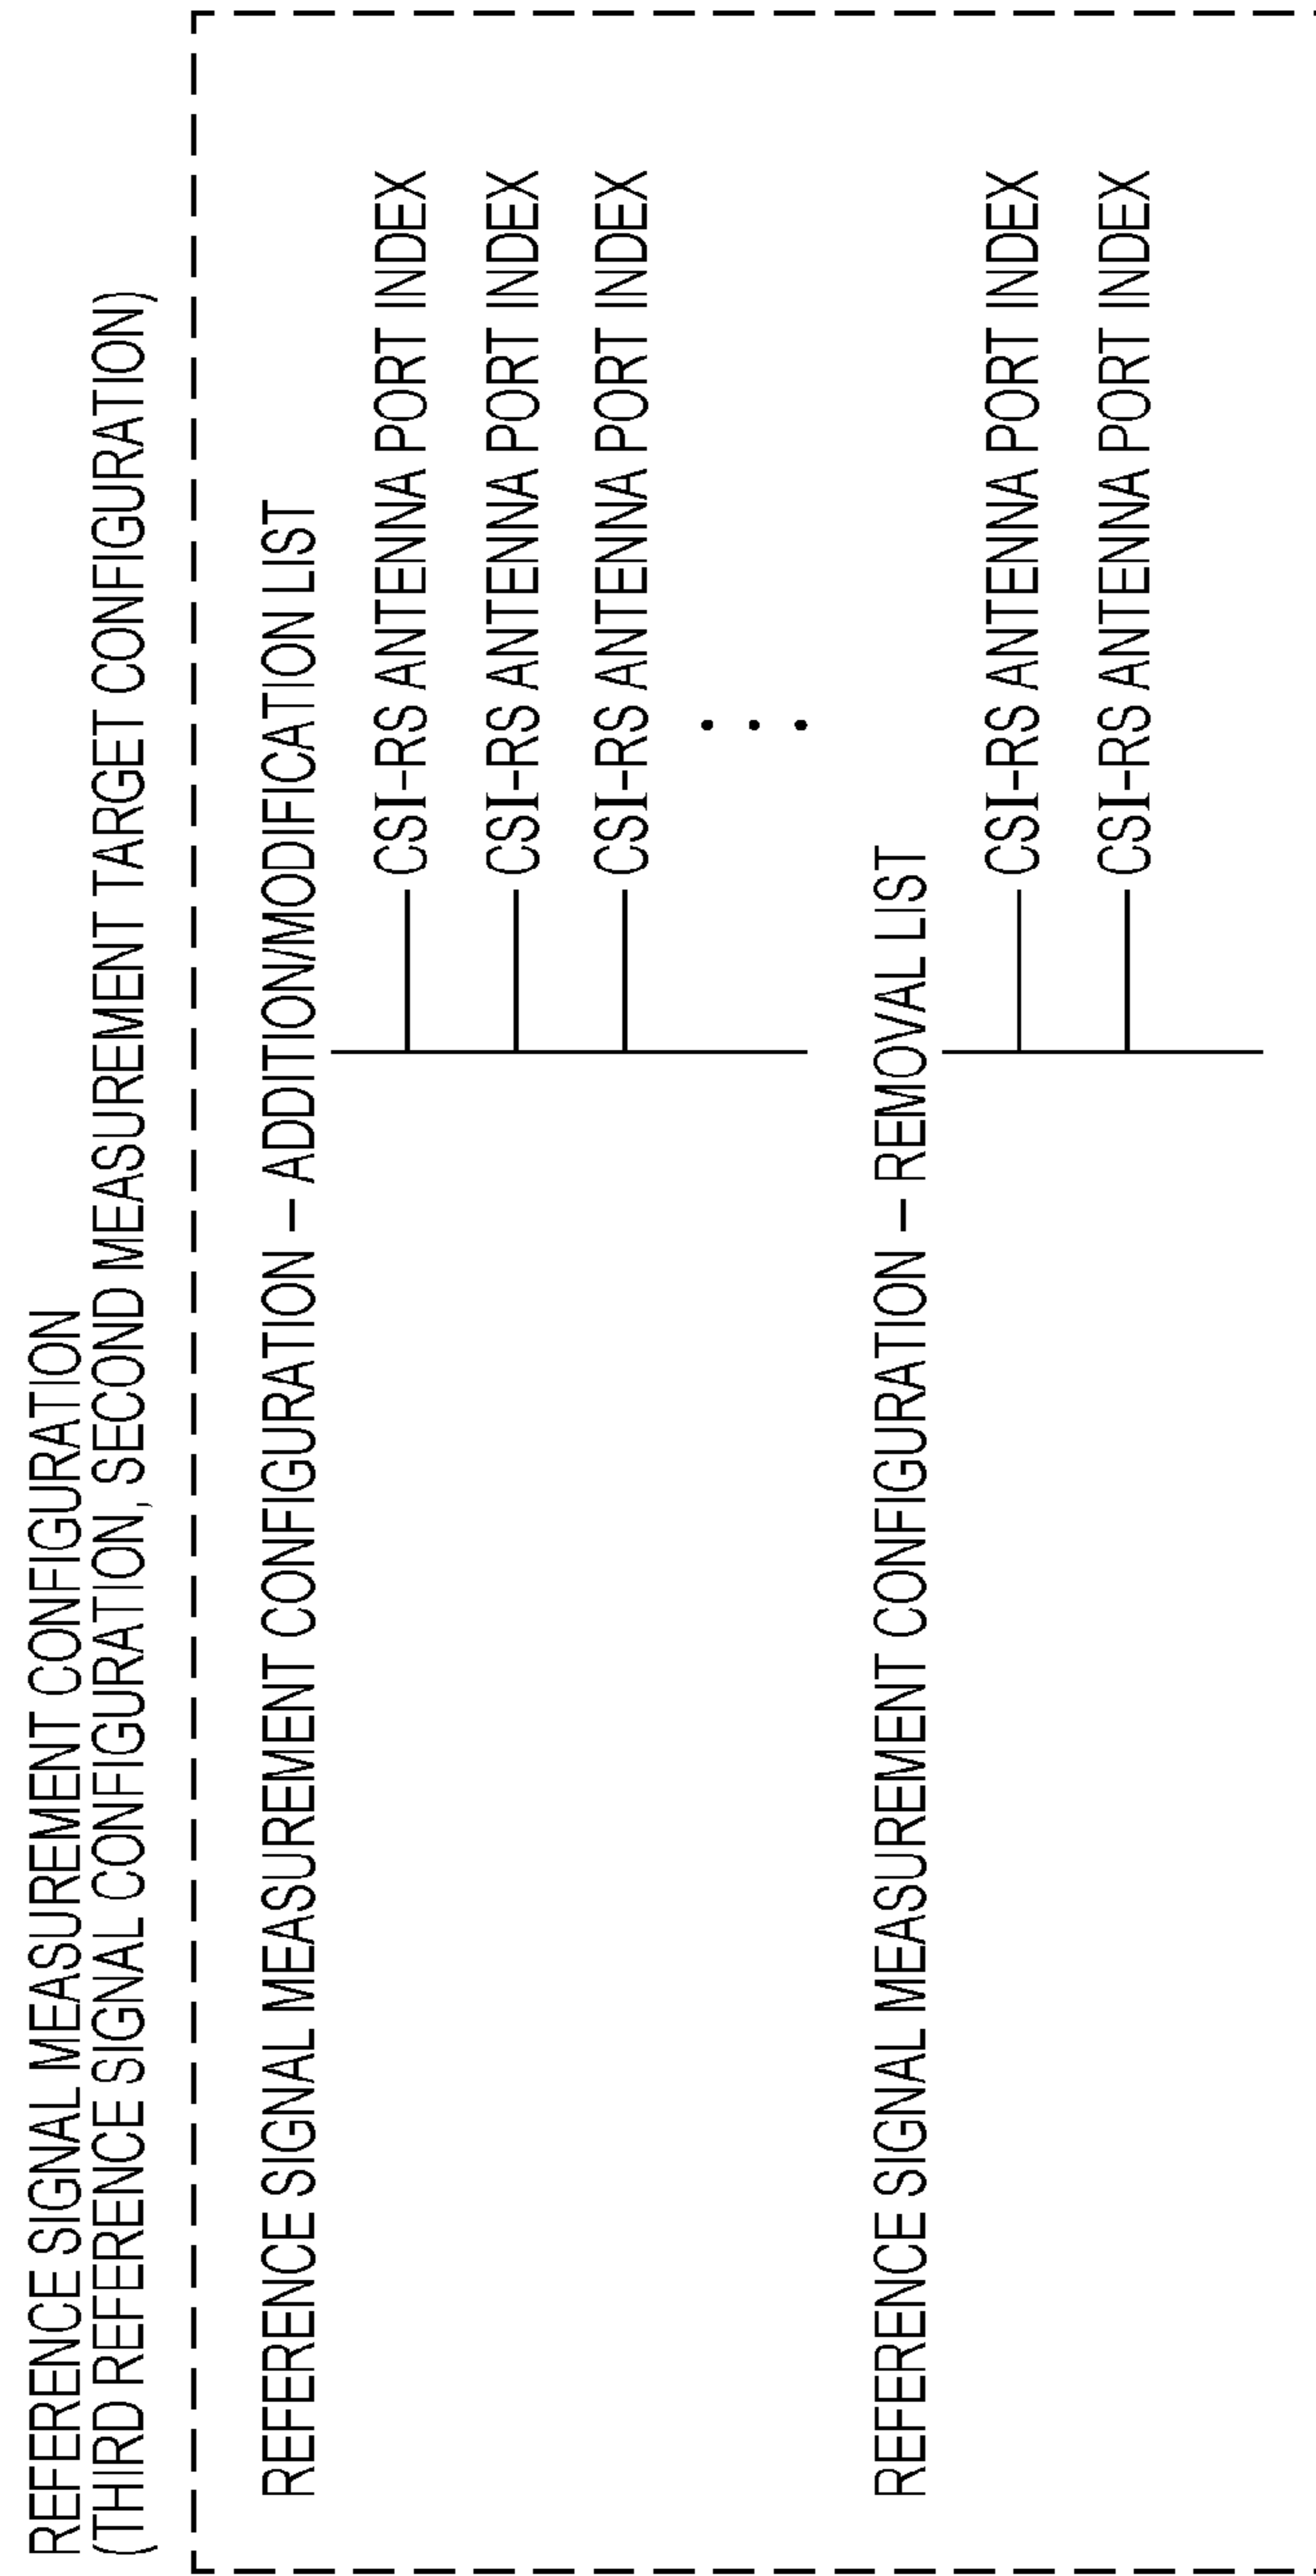 REFERENCE SIGNAL MEASUREMENT CONFIGURATION
(THIRD REFERENCE SIGNAL CONFIGURATION, SECOND MEASUREMENT TARGET CONFIGURATION)
REFERENCE SIGNAL MEASUREMENT CONFIGURATION – ADDITION/MODIFICATION LIST
CSI-RS ANTENNA PORT INDEX
CSI-RS ANTENNA PORT INDEX
CSI-RS ANTENNA PORT INDEX
...
REFERENCE SIGNAL MEASUREMENT CONFIGURATION – REMOVAL LIST
CSI-RS ANTENNA PORT INDEX
CSI-RS ANTENNA PORT INDEX